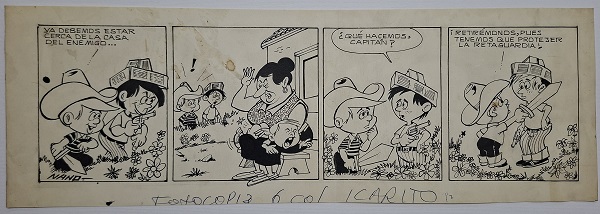 YA DEBEMOS ESTAR
CERCA DE LA CASA
DEL ENEMIGO...
NANO-
!
¿QUÉ HACEMOS,
CAPITÁN?
¡RETIRÉMONOS, PUES
TENEMOS QUE PROTEJER
LA RETAGUARDIA!
FOTOCOPIA 6 COL ICARITO